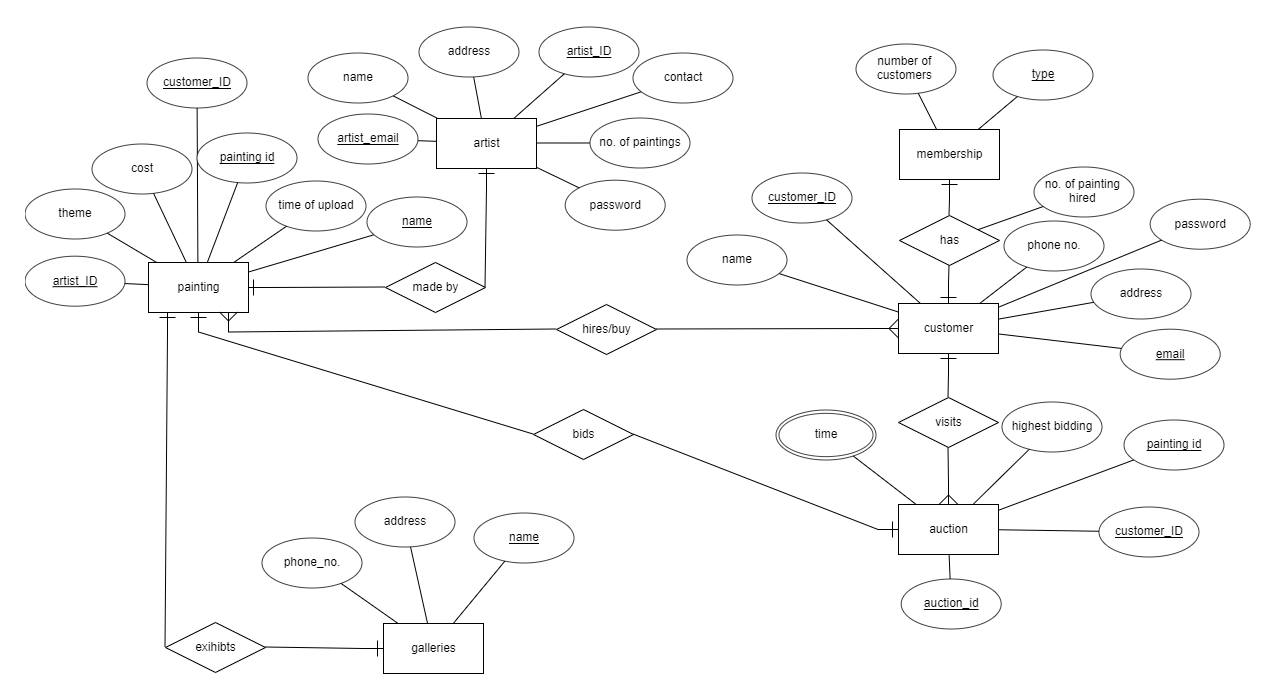 address
artist_ID
name
contact
number of
customers
type
customer_ID
artist_email
artist
no. of paintings
membership
cost
painting id
theme
time of upload
name
password
customer_ID
no. of painting
hired
password
has
phone no.
name
artist_ID
painting
made by
address
hires/buy
customer
email
time
bids
visits
highest bidding
painting id
address
name
auction
customer_ID
phone_no.
auction_id
exihibts
galleries